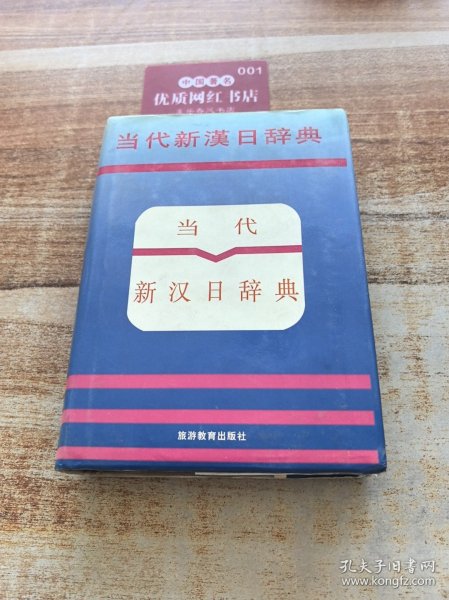 001
中国著名
优质网红书店
当代新漢日辞典
当代
新汉日辞典
旅游教育出版社
孔夫子旧书网
www.kongfz.com